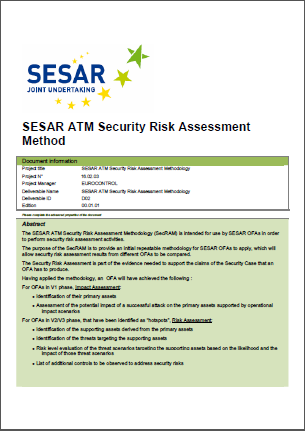 SESAR
JOINT UNDERTAKING
SESAR ATM Security Risk Assessment
Method
Document information
Project title SESAR ATM Security Risk Assessment Methodology
Project N° 16.02.03
Project Manager EUROCONTROL
Deliverable Name SESAR ATM Security Risk Assessment Methodology
Deliverable ID D02
Edition 00.01.01
Please complete the advanced properties of the document
Abstract
The SESAR ATM Security Risk Assessment Methodology (SecRAM) is intended for use by SESAR OFAs in order
to perform security risk assessment activities.
The purpose of the SecRAM is to provide an initial repeatable methodology for SESAR OFAs to apply, which will
allow security risk assessment results from different OFAs to be compared.
The Security Risk Assessment is part of the evidence needed to support the claims of the Security Case that an
OFA has to produce.
Having applied the methodology, an OFA will have achieved the following :
For OFAs in V1 phase, Impact Assessment:
• Identification of their primary assets
• Assessment of the potential impact of a successful attack on the primary assets supported by operational
impact scenarios
For OFAs in V2/V3 phase, that have been identified as "hotspots", Risk Assessment:
• Identification of the supporting assets derived from the primary assets
• Identification of the threats targeting the supporting assets
• Risk level evaluation of the threat scenarios targeting the supporting assets based on the likelihood and the
impact of those threat scenarios
• List of additional controls to be observed to address security risks